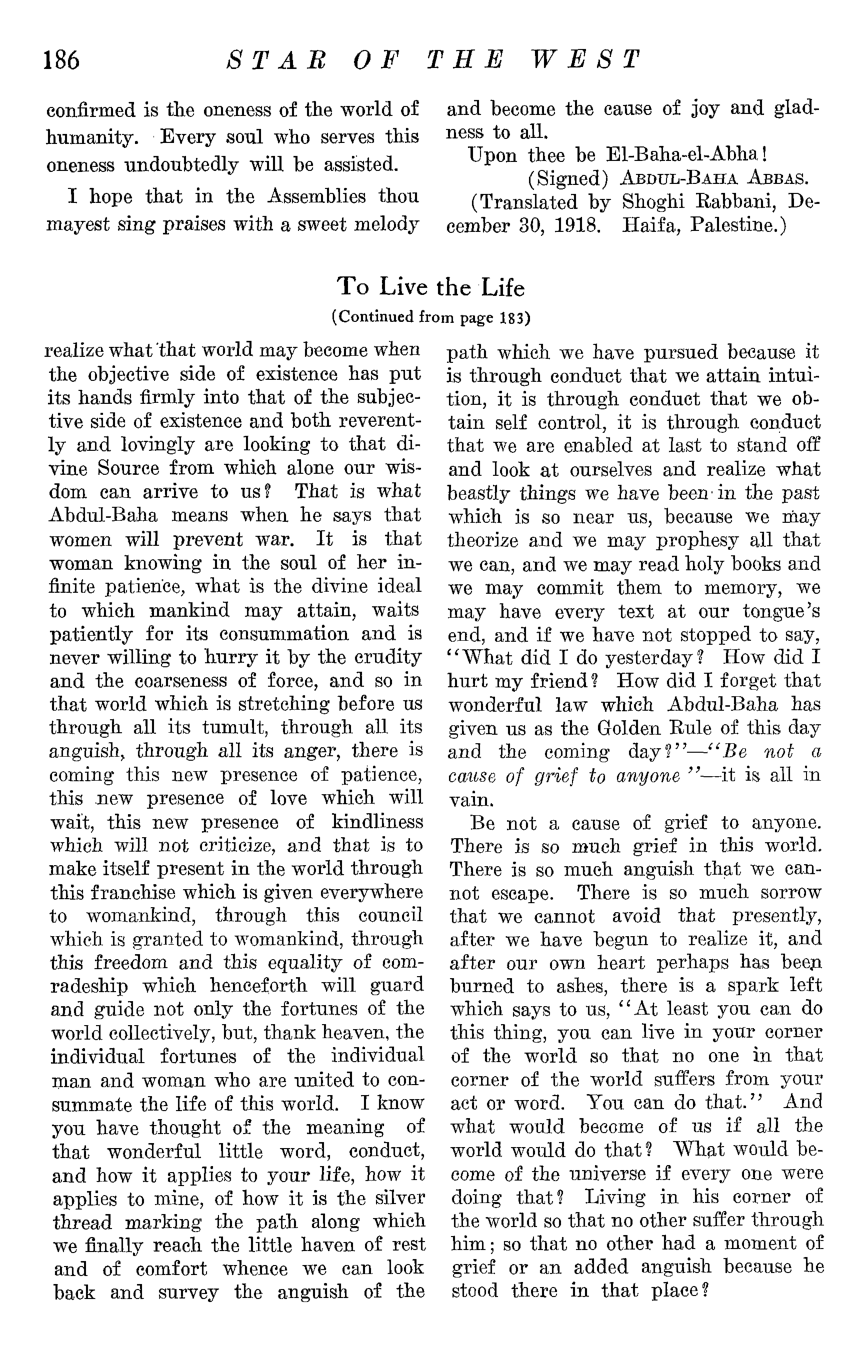 186 STAR OF THE WEST
confirmed is the oneness of the world of
humanity. Every soul who serves this
oneness undoubtedly will be assisted.
I hope that in the Assemblies thou
mayest sing praises with a sweet melody
and become the cause of joy and glad-
ness to all.
Upon thee be El-Baha-el-Abha!
(Signed) ABDUL-BAHA ABBAS.
(Translated by Shoghi Rabbani, De-
cember 30, 1918. Haifa, Palestine.)
To Live the Life
(Continued from page 183)
realize what that world may become when
the objective side of existence has put
its hands firmly into that of the subjec-
tive side of existence and both reverent-
ly and lovingly are looking to that di-
vine Source from which alone our wis-
dom can arrive to us? That is what
Abdul-Baha means when he says that
women will prevent war. It is that
woman knowing in the soul of her in-
finite patience, what is the divine ideal
to which mankind may attain, waits
patiently for its consummation and is
never willing to hurry it by the crudity
and the coarseness of force, and so in
that world which is stretching before us
through all its tumult, through all its
anguish, through all its anger, there is
coming this new presence of patience,
this new presence of love which will
wait, this new presence of kindliness
which will not criticize, and that is to
make itself present in the world through
this franchise which is given everywhere
to womankind, through this council
which is granted to womankind, through
this freedom and this equality of com-
radeship which henceforth will guard
and guide not only the fortunes of the
world collectively, but, thank heaven, the
individual fortunes of the individual
man and woman who are united to con-
summate the life of this world. I know
you have thought of the meaning of
that wonderful little word, conduct,
and how it applies to your life, how it
applies to mine, of how it is the silver
thread marking the path along which
we finally reach the little haven of rest
and of comfort whence we can look
back and survey the anguish of the
path which we have pursued because it
is through conduct that we attain intui-
tion, it is through conduct that we ob-
tain self control, it is through conduct
that we are enabled at last to stand off
and look at ourselves and realize what
beastly things we have been in the past
which is so near us, because we may
theorize and we may prophesy all that
we can, and we may read holy books and
we may commit them to memory, we
may have every text at our tongue's
end, and if we have not stopped to say,
"What did I do yesterday? How did I
hurt my friend? How did I forget that
wonderful law which Abdul-Baha has
given us as the Golden Rule of this day
and the coming day?"—"Be not a
cause of grief to anyone "—it is all in
vain.
Be not a cause of grief to anyone.
There is so much grief in this world.
There is so much anguish that we can-
not escape. There is so much sorrow
that we cannot avoid that presently,
after we have begun to realize it, and
after our own heart perhaps has been
burned to ashes, there is a spark left
which says to us, "At least you can do
this thing, you can live in your corner
of the world so that no one in that
corner of the world suffers from your
act or word. You can do that." And
what would become of us if all the
world would do that? What would be-
come of the universe if every one were
doing that? Living in his corner of
the world so that no other suffer through
him; so that no other had a moment of
grief or an added anguish because he
stood there in that place?